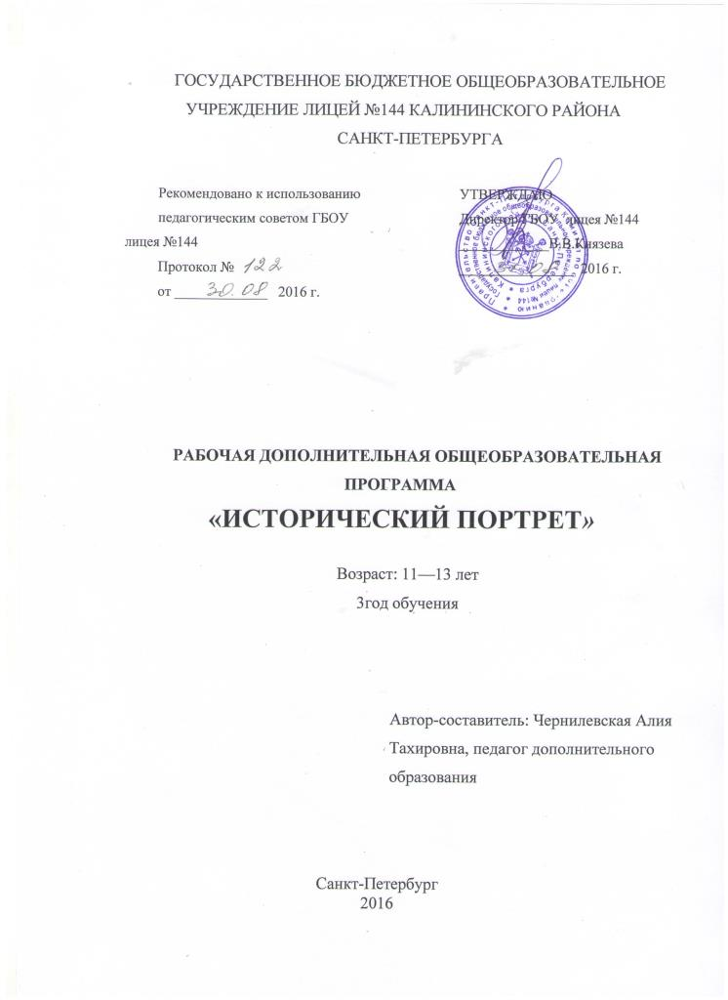 ГОСУДАРСТВЕННОЕ БЮДЖЕТНОЕ ОБЩЕОБРАЗОВАТЕЛЬНОЕ
УЧРЕЖДЕНИЕ ЛИЦЕЙ №144 КАЛИНИНСКОГО РАЙОНА
САНКТ-ПЕТЕРБУРГА
Рекомендовано к использованию
педагогическим советом ГБОУ
лицея №144
Протокол № 122
от 30.08 2016 г.
УТВЕРЖДАЮ
Директор ГБОУ лицея №144
В.В.Князева
2016 г.
РАБОЧАЯ ДОПОЛНИТЕЛЬНАЯ ОБЩЕОБРАЗОВАТЕЛЬНАЯ
ПРОГРАММА
«ИСТОРИЧЕСКИЙ ПОРТРЕТ»
Возраст: 11—13 лет
3год обучения
Автор-составитель: Чернилевская Алия
Тахировна, педагог дополнительного
образования
Санкт-Петербург
2016